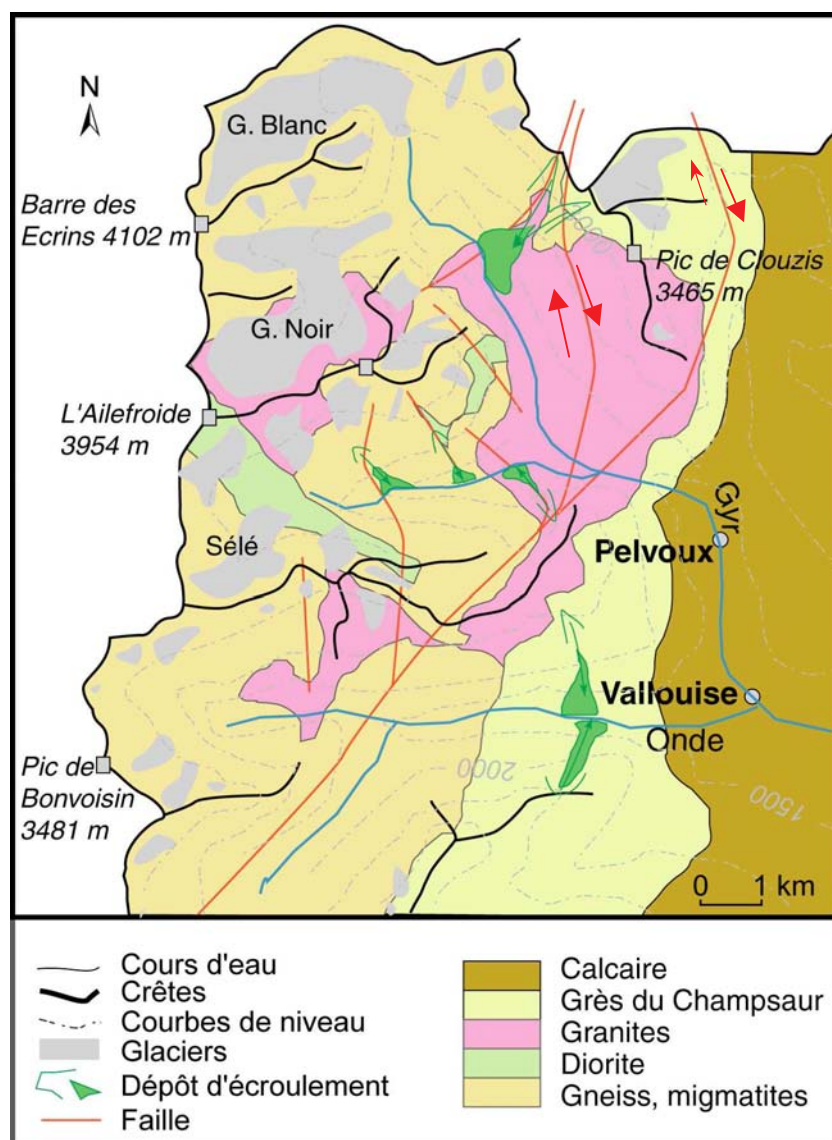 N
G. Blanc
Barre des
Ecrins 4102 m
Pic de Clouzis
3465 m
G. Noir
L'Ailefroide
3954 m
Gyr
Sélé
Pelvoux
Vallouise
Onde
Pic de
Bonvoisin
3481 m
2000
1500
0 1 km
Cours d'eau
Crêtes
Courbes de niveau
Glaciers
Dépôt d'écroulement
Faille
Calcaire
Grès du Champsaur
Granites
Diorite
Gneiss, migmatites